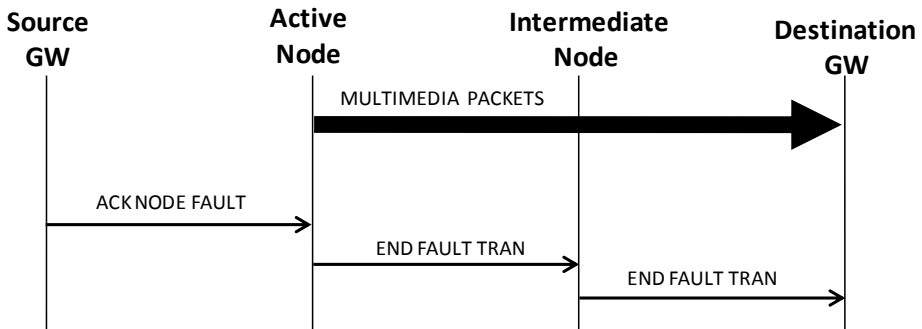 Source
GW
Active
Node
Intermediate
Node
Destination
GW
MULTIMEDIA PACKETS
ACK NODE FAULT
END FAULT TRAN
END FAULT TRAN